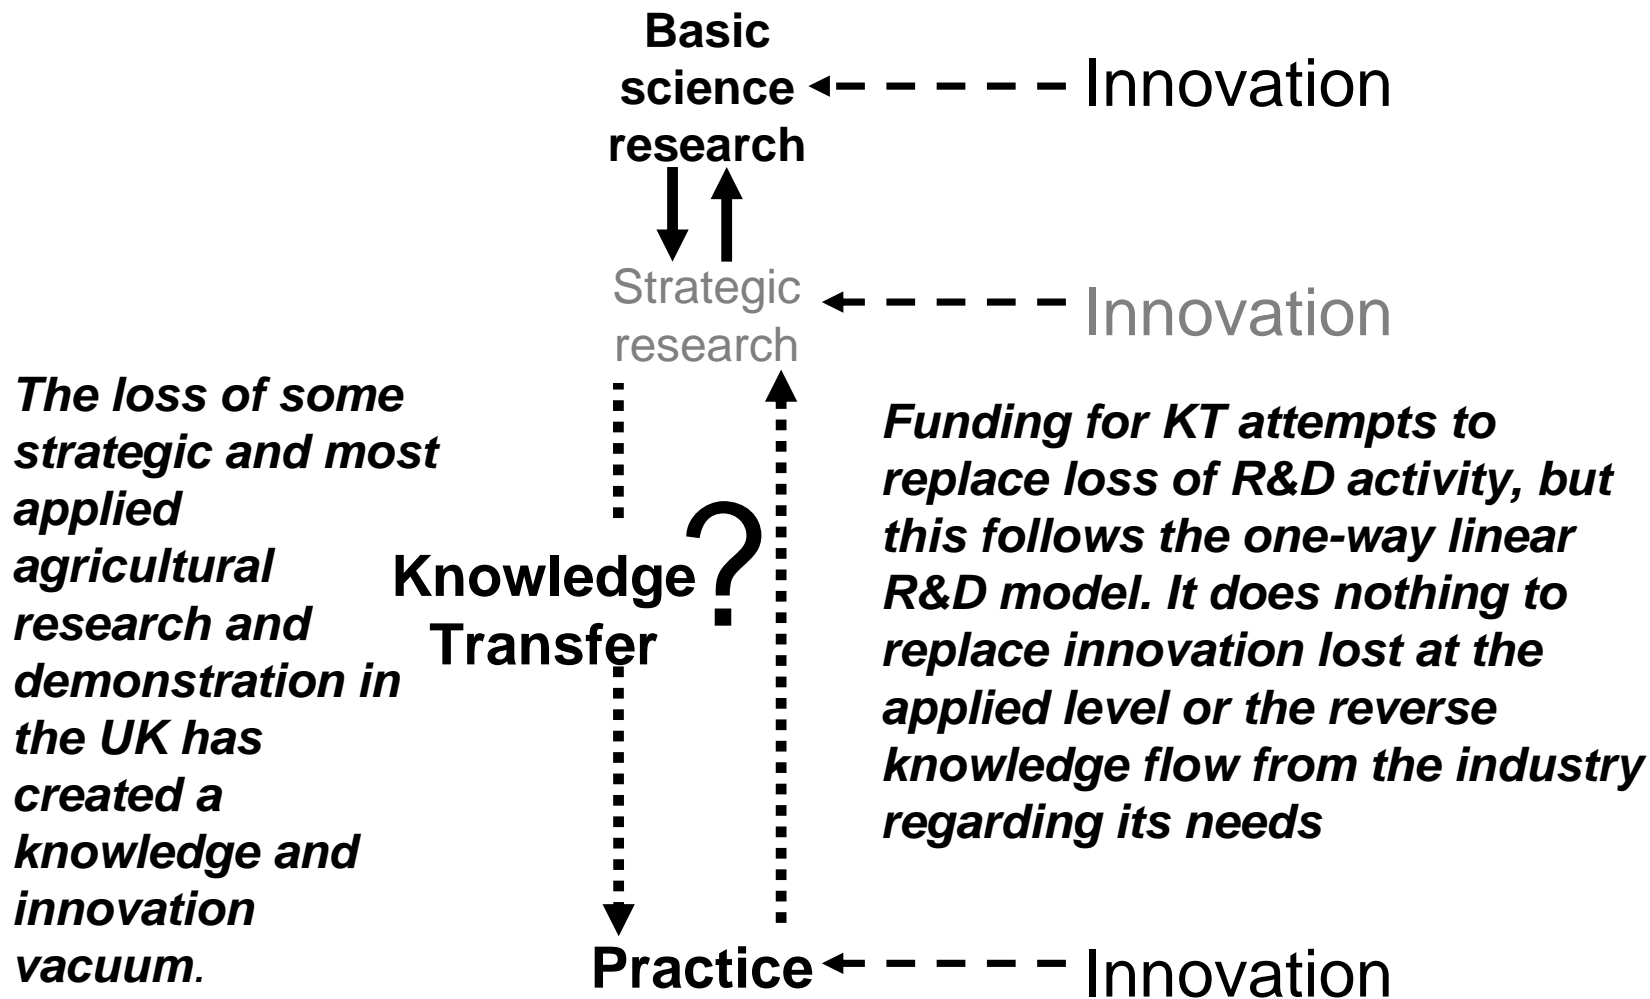 Basic
science
research
Innovation
Strategic
research
Innovation
The loss of some
strategic and most
applied
agricultural
research and
demonstration in
the UK has
created a
knowledge and
innovation
vacuum.
Knowledge
Transfer
?
Funding for KT attempts to
replace loss of R&D activity, but
this follows the one-way linear
R&D model. It does nothing to
replace innovation lost at the
applied level or the reverse
knowledge flow from the industry
regarding its needs
Practice
Innovation